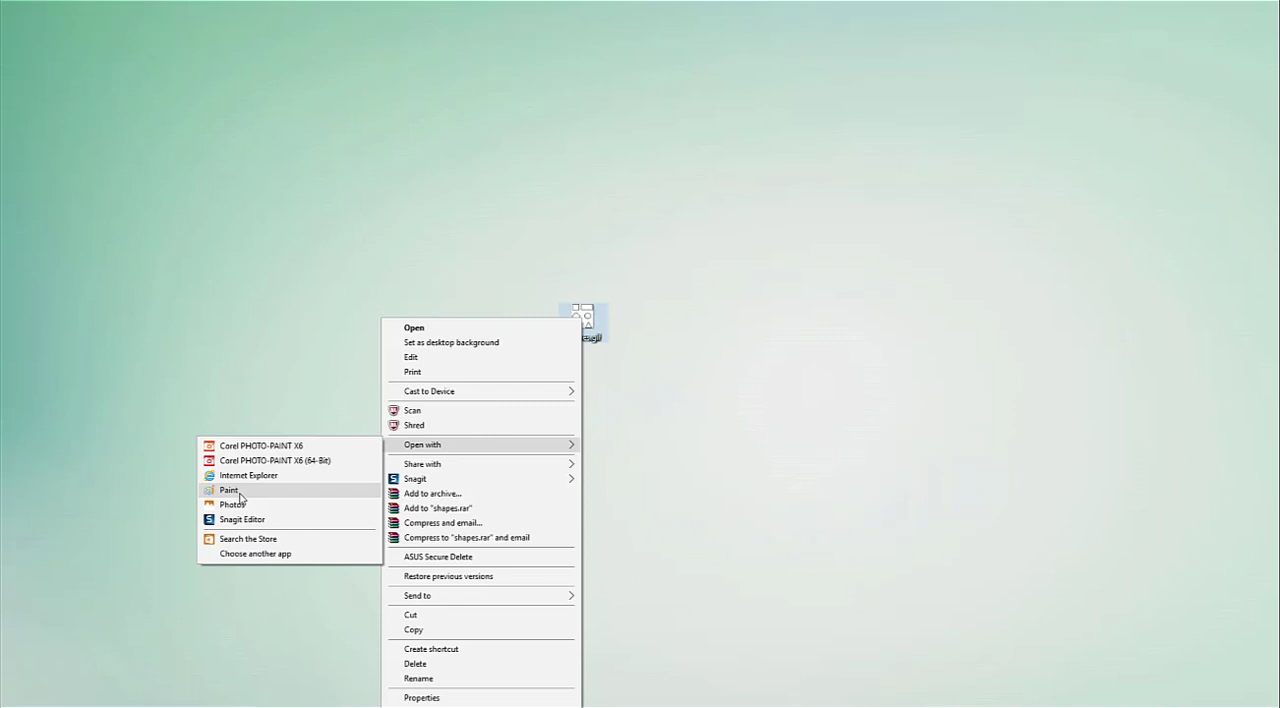 Open
Set as desktop background
Edit
Print
Cast to Device
Scan
Shred
Open with
Share with
Snagit
Add to archive...
Add to "shapes.rar"
Compress and email...
Compress to "shapes.rar" and email
ASUS Secure Delete
Restore previous versions
Send to
Cut
Copy
Create shortcut
Delete
Rename
Properties
Corel PHOTO-PAINT X6
Corel PHOTO-PAINT X6 (64-Bit)
Internet Explorer
Paint
Photos
Snagit Editor
Search the Store
Choose another app